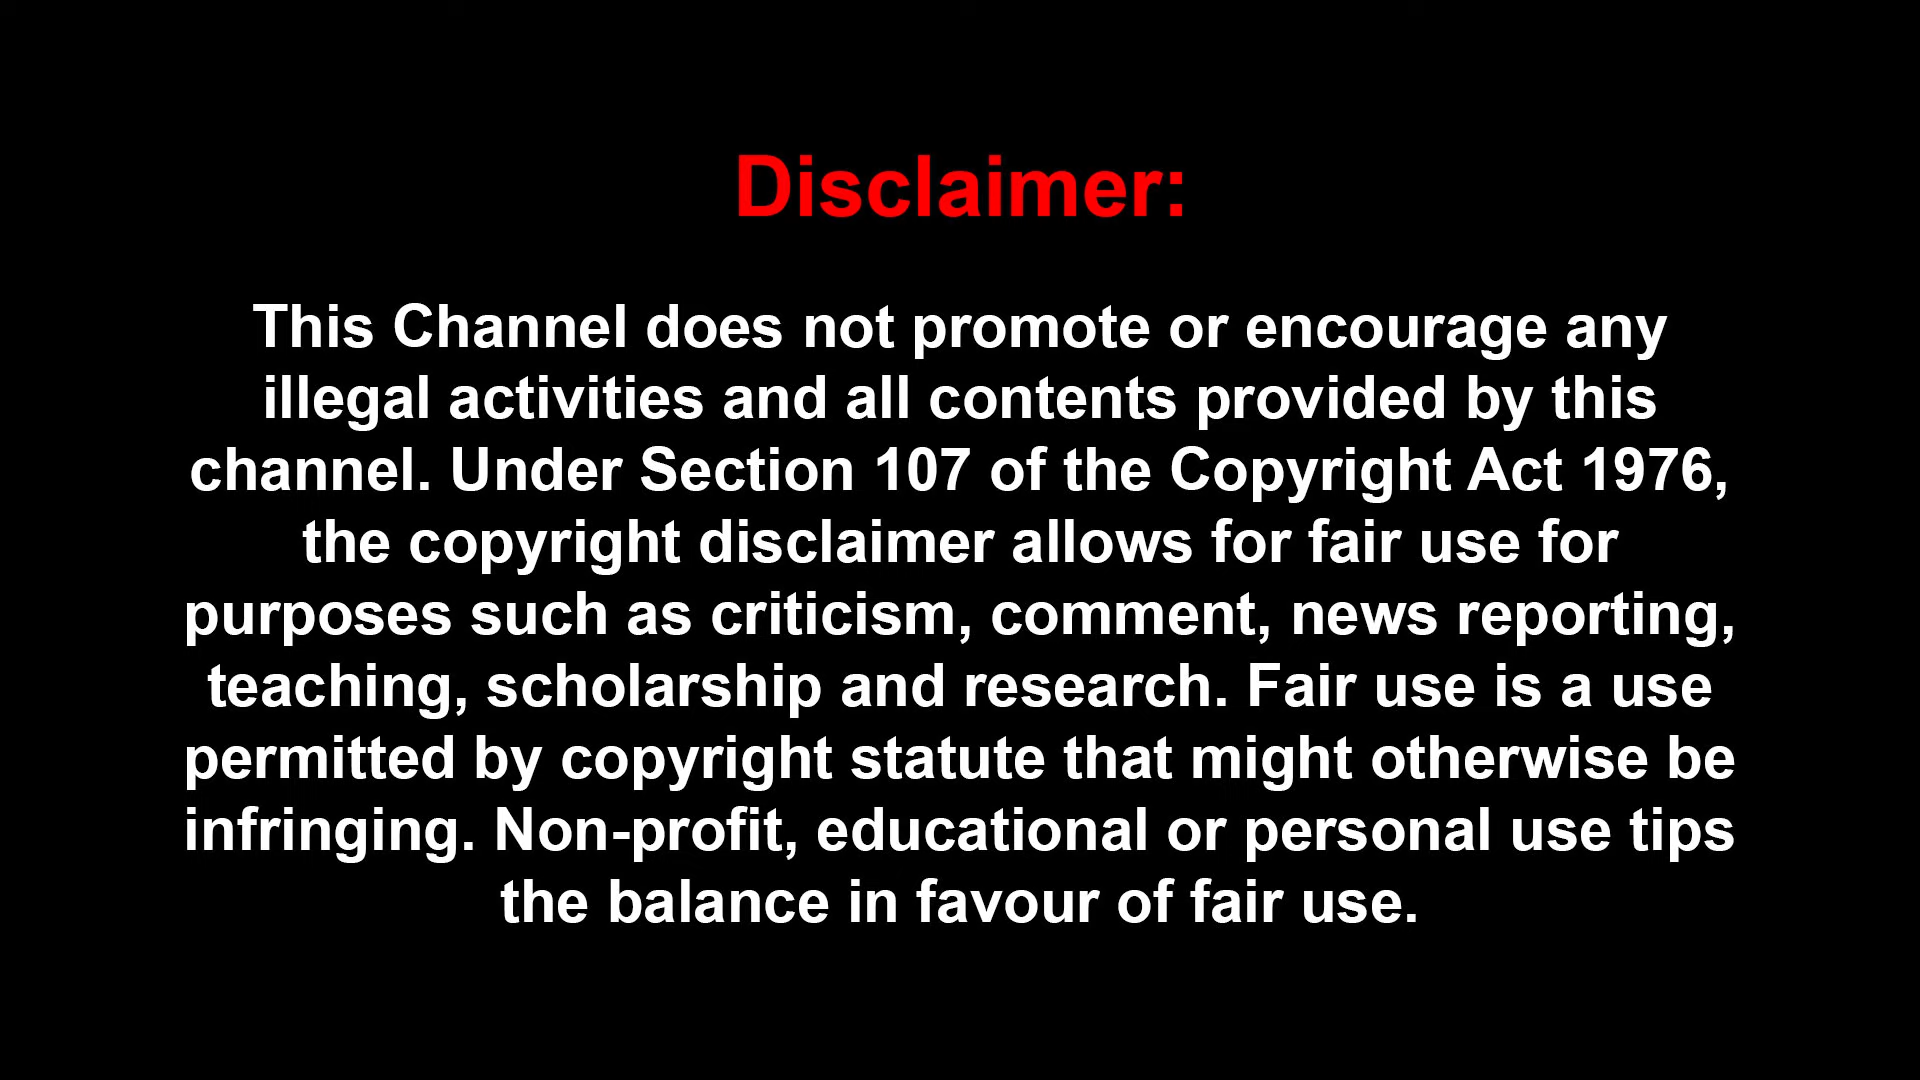 Disclaimer:
This Channel does not promote or encourage any
illegal activities and all contents provided by this
channel. Under Section 107 of the Copyright Act 1976,
the copyright disclaimer allows for fair use for
purposes such as criticism, comment, news reporting,
teaching, scholarship and research. Fair use is a use
permitted by copyright statute that might otherwise be
infringing. Non-profit, educational or personal use tips
the balance in favour of fair use.